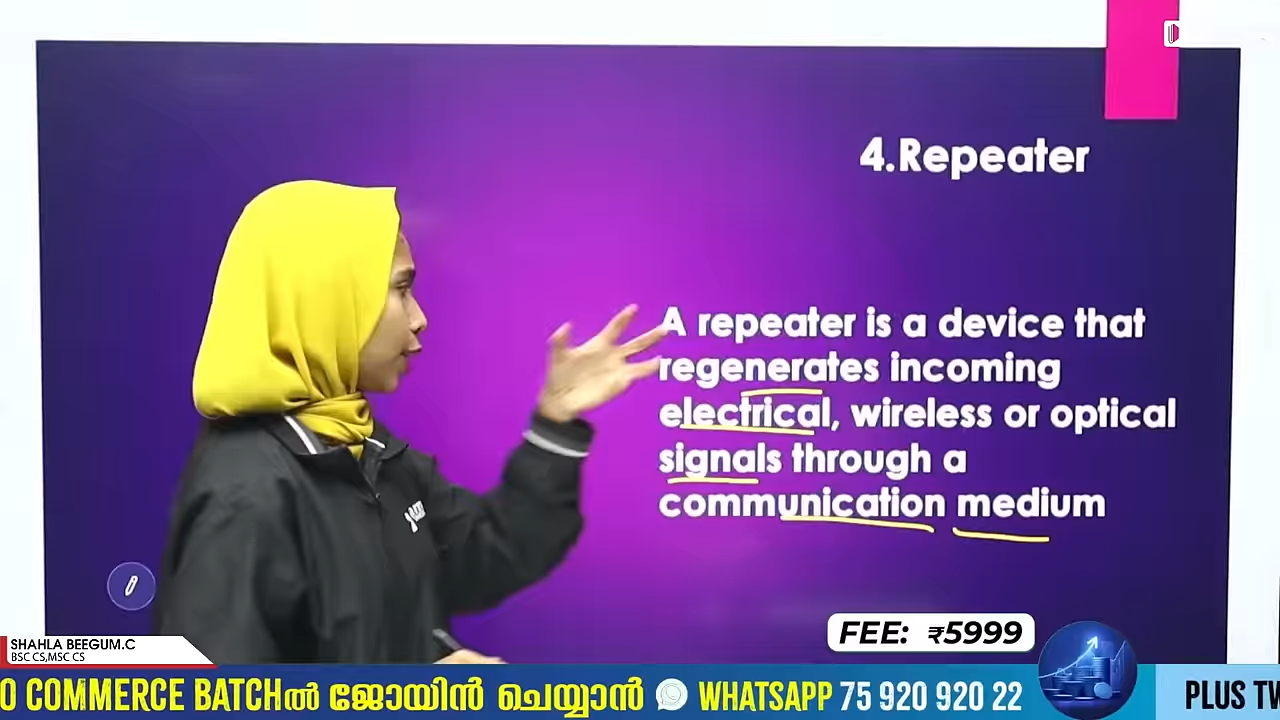 4.Repeater
A repeater is a device that
regenerates incoming
electrical, wireless or optical
signals through a
communication medium
FEE: ₹5999
SHAHLA BEEGUM.C
BSC CS,MSC CS
O COMMERCE BATCHൽ ജോയിൻ ചെയ്യാൻ WHATSAPP 75 920 920 22 PLUS TW